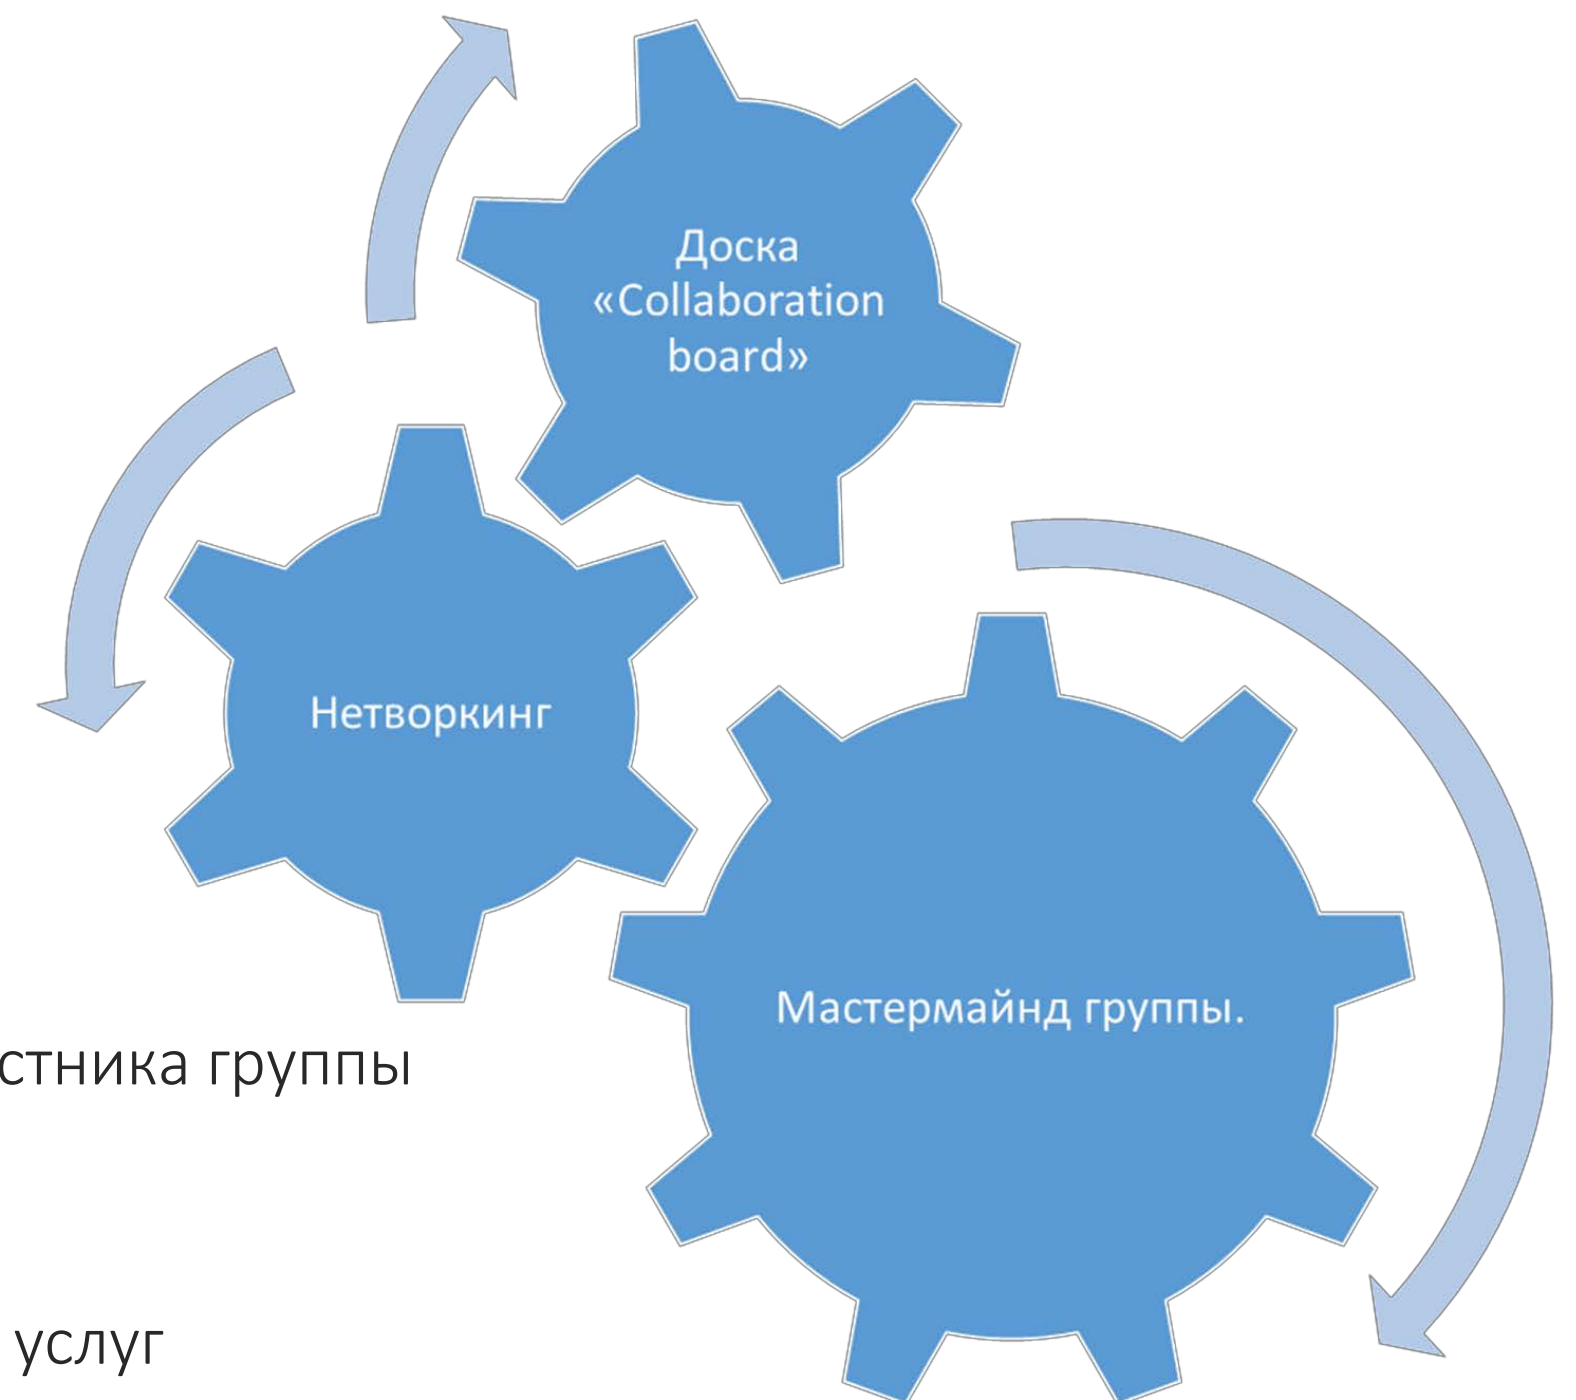 Доска
«Collaboration
board»
Нетворкинг
Мастермайнд группы.
стника группы
услуг